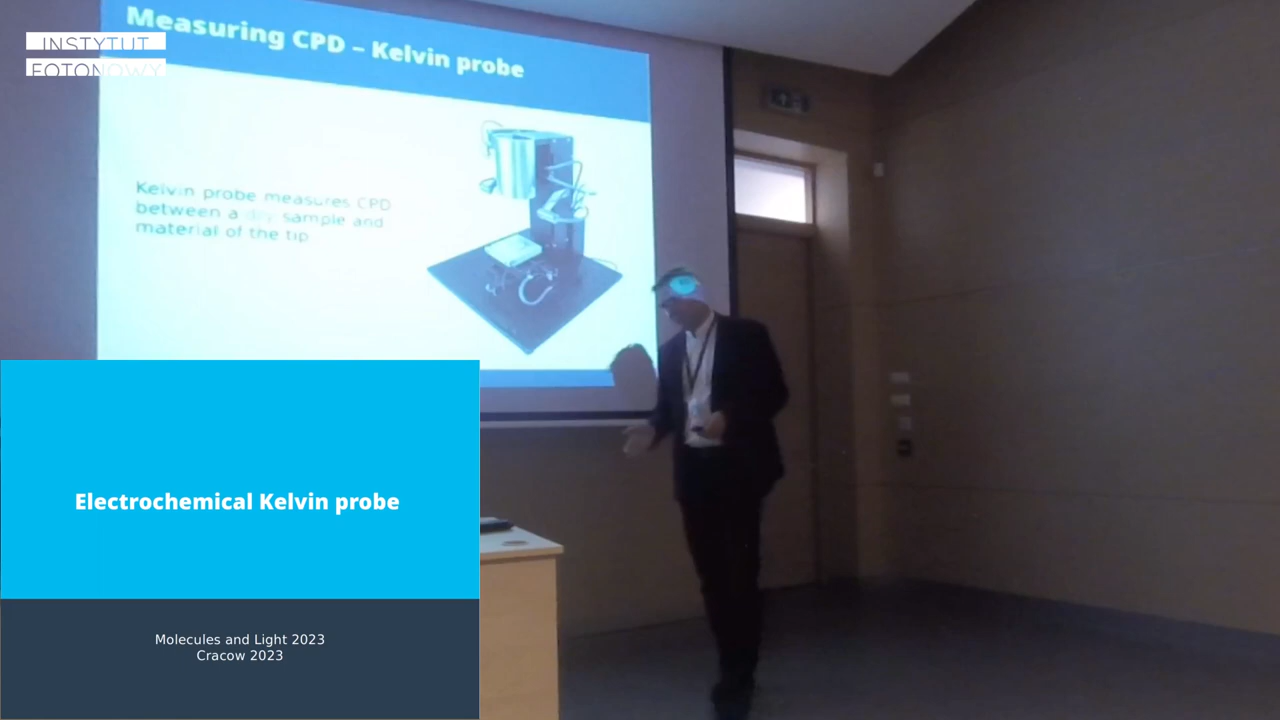 INSTYTUT
FOTONOWY
Measuring CPD – Kelvin probe
Kelvin probe measures CPD
between a dry sample and
material of the tip
Electrochemical Kelvin probe
Molecules and Light 2023
Cracow 2023